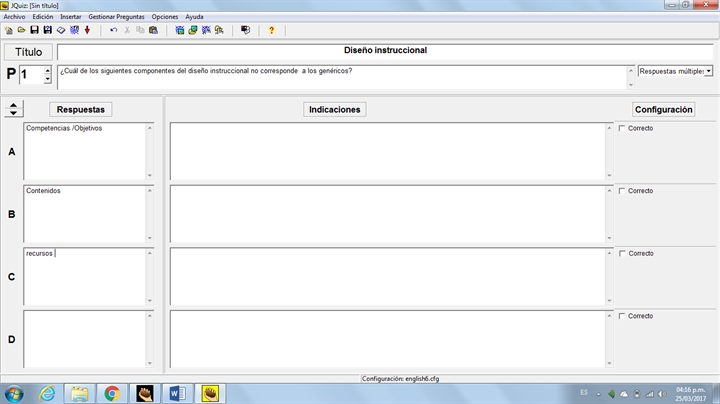 JQuiz: [Sin título]
Archivo Edición Insertar Gestionar Preguntas Opciones Ayuda
Título
Diseño instruccional
P 1
¿Cuál de los siguientes componentes del diseño instruccional no corresponde a los genéricos?
Respuestas múltiples
Respuestas
Indicaciones
Configuración
A
Competencias /Objetivos
Correcto
B
Contenidos
Correcto
C
recursos
Correcto
D
Correcto
Configuración: english6.cfg
ES
04:16 p.m.
25/03/2017